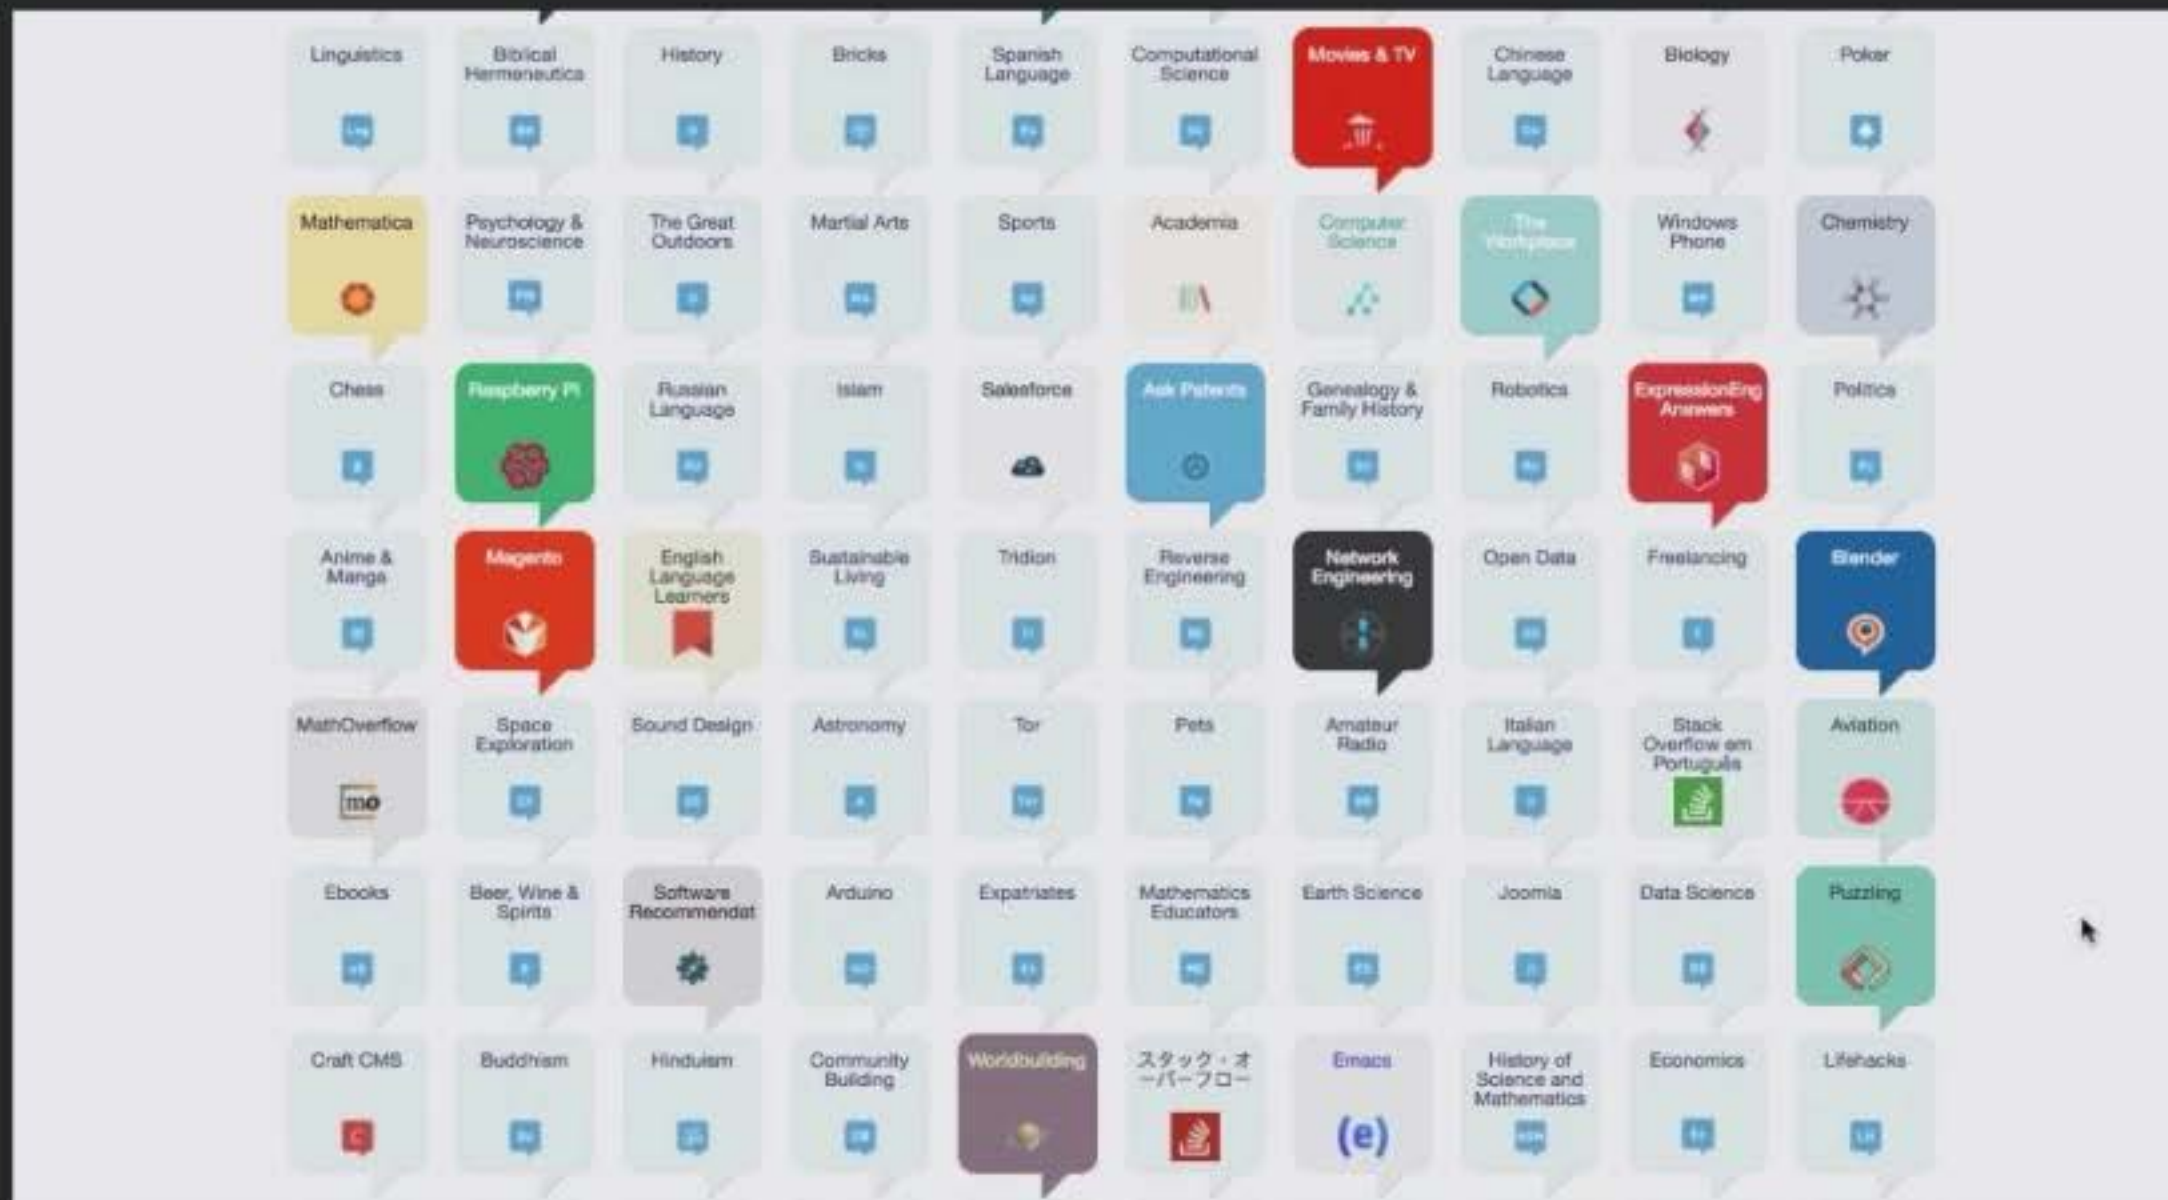 Linguistics
Biblical
Hermeneutics
History
Bricks
Spanish
Language
Computational
Science
Movies & TV
Chinese
Language
Biology
Poker
Mathematica
Psychology &
Neuroscience
The Great
Outdoors
Martial Arts
Sports
Academia
Computer
Science
The
Workplace
Windows
Phone
Chemistry
Chess
Raspberry Pi
Russian
Language
Islam
Salesforce
Ask Patents
Genealogy &
Family History
Robotics
ExpressionEng
Answers
Politics
Anime &
Manga
Magento
English
Language
Learners
Sustainable
Living
Tridion
Reverse
Engineering
Network
Engineering
Open Data
Freelancing
Blender
MathOverflow
mo
Space
Exploration
Sound Design
Astronomy
Tor
Pets
Amateur
Radio
Italian
Language
Stack
Overflow em
Português
Aviation
Ebooks
Beer, Wine &
Spirits
Software
Recommendat
Arduino
Expatriates
Mathematics
Educators
Earth Science
Joomla
Data Science
Puzzling
Craft CMS
Buddhism
Hinduism
Community
Building
Worldbuilding
スタック・オ
ーバーフロー
Emacs
(e)
History of
Science and
Mathematics
Economics
Lifehacks